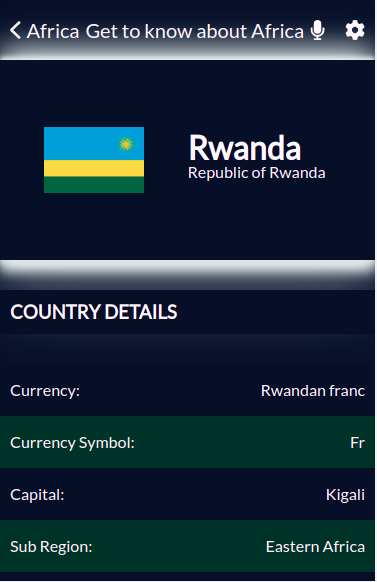 Africa Get to know about Africa
Rwanda
Republic of Rwanda
COUNTRY DETAILS
Currency: Rwandan franc
Currency Symbol: Fr
Capital: Kigali
Sub Region: Eastern Africa